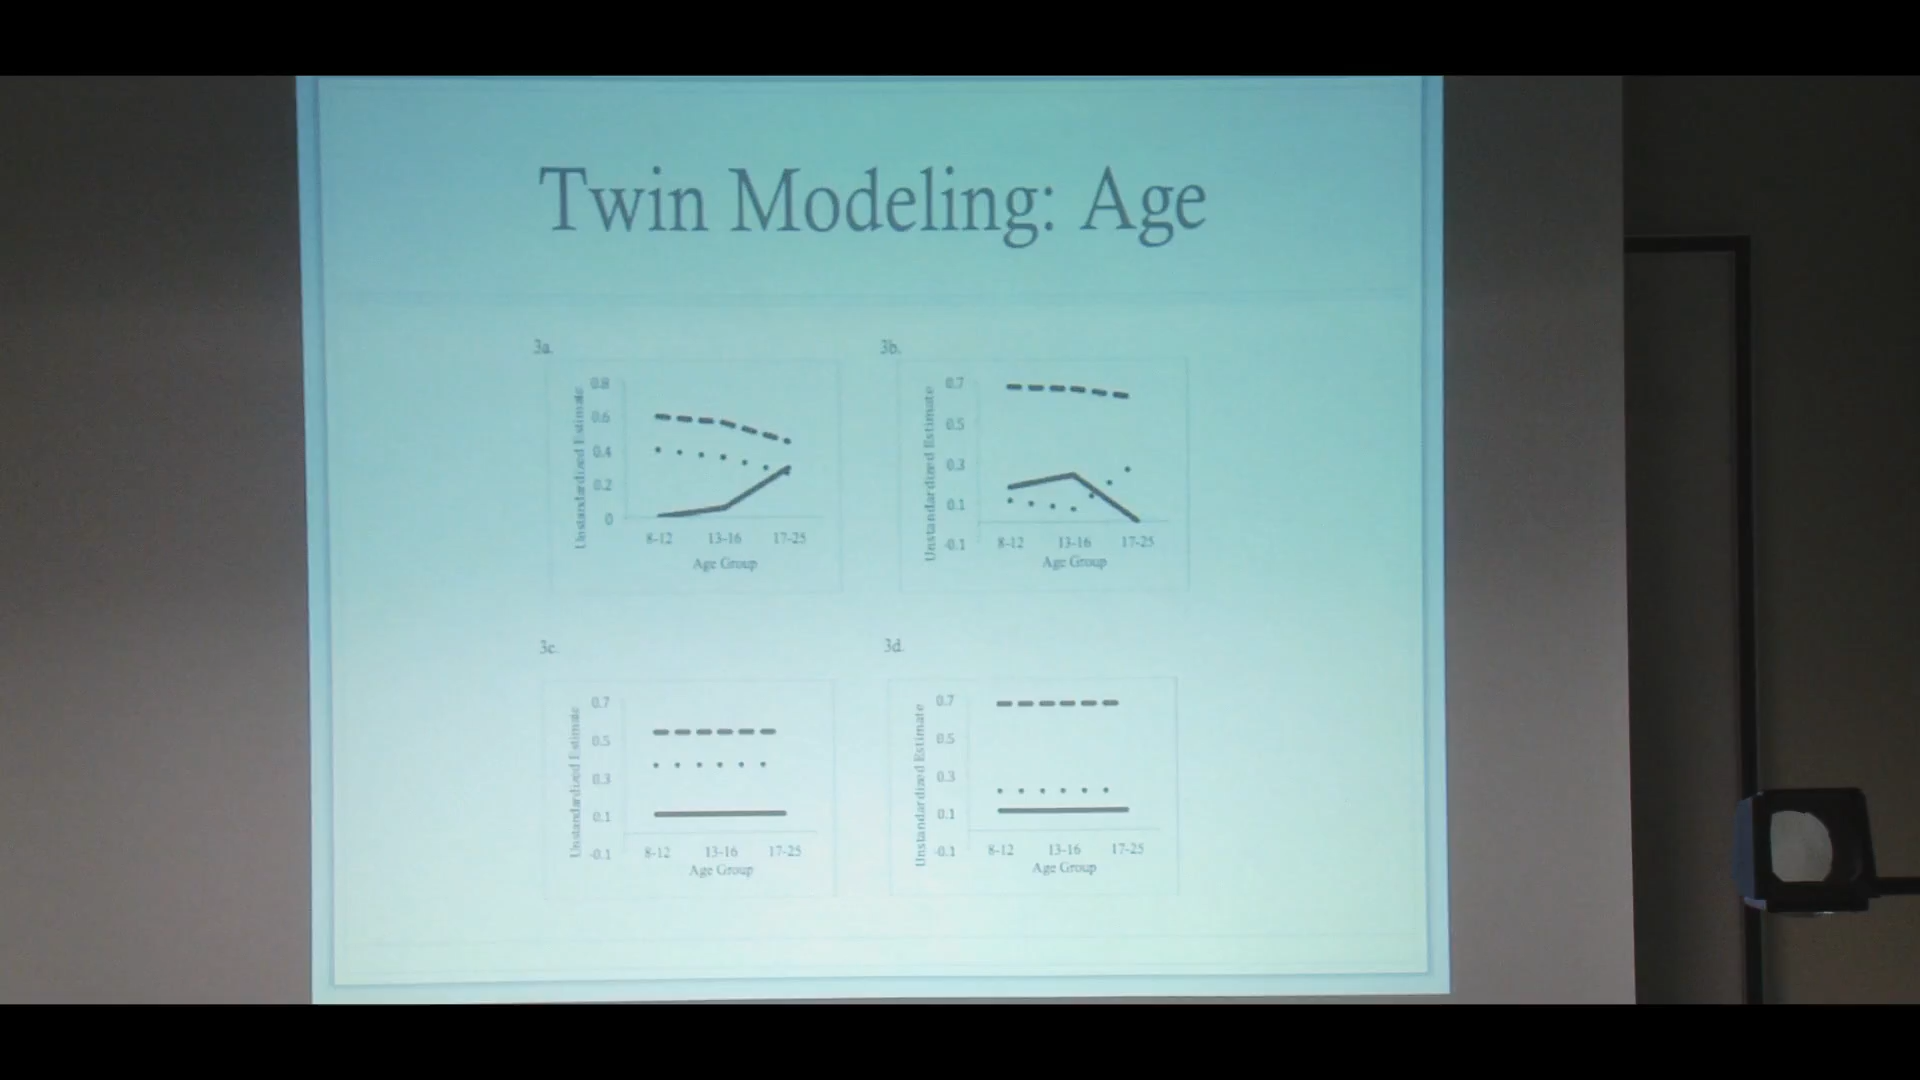 Twin Modeling: Age
3a.
Unstandardized Estimate
0.8
0.6
0.4
0.2
0
8-12 13-16 17-25
Age Group
3b.
Unstandardized Estimate
0.7
0.5
0.3
0.1
-0.1
8-12 13-16 17-25
Age Group
3c.
Unstandardized Estimate
0.7
0.5
0.3
0.1
-0.1
8-12 13-16 17-25
Age Group
3d.
Unstandardized Estimate
0.7
0.5
0.3
0.1
-0.1
8-12 13-16 17-25
Age Group